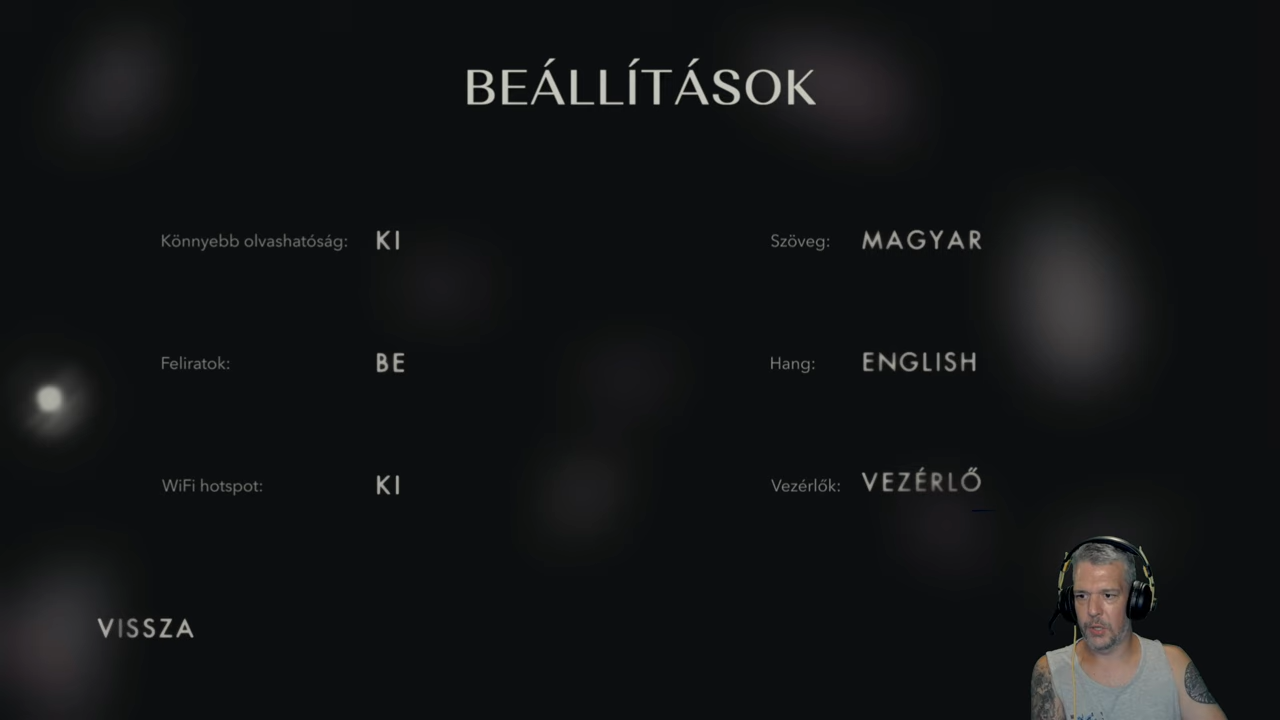 BEÁLLÍTÁSOK
Könnyebb olvashatóság: KI
Szöveg: MAGYAR
Feliratok: BE
Hang: ENGLISH
WiFi hotspot: KI
Vezérlők: VEZÉRLŐ
VISSZA